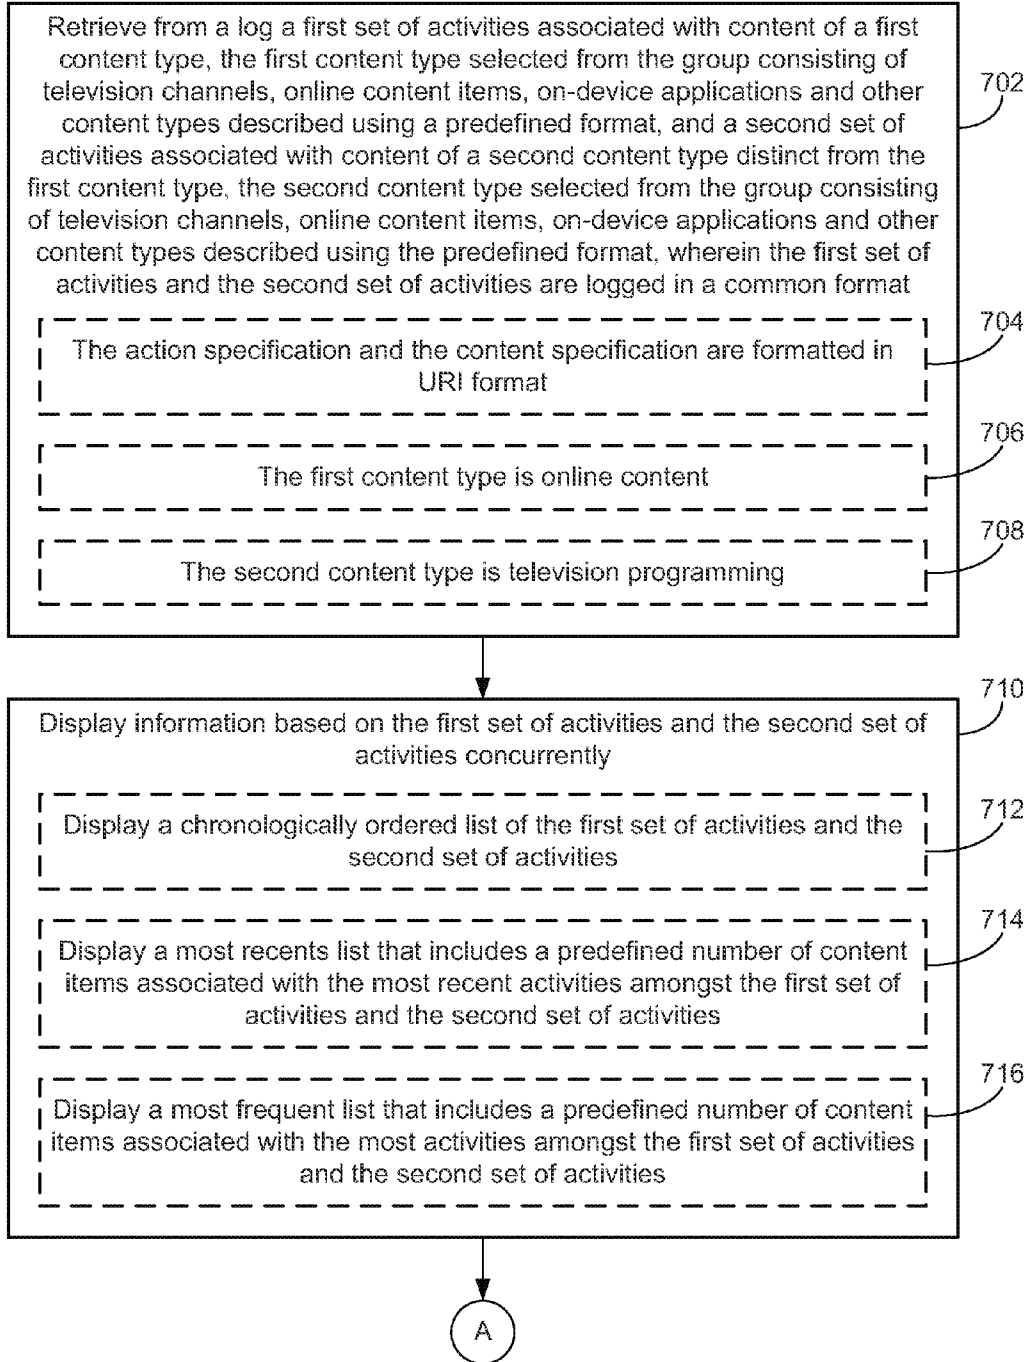 Retrieve from a log a first set of activities associated with content of a first
content type, the first content type selected from the group consisting of
television channels, online content items, on-device applications and other
content types described using a predefined format, and a second set of
activities associated with content of a second content type distinct from the
first content type, the second content type selected from the group consisting
of television channels, online content items, on-device applications and other
content types described using the predefined format, wherein the first set of
activities and the second set of activities are logged in a common format
702
The action specification and the content specification are formatted in
URI format
704
The first content type is online content
706
The second content type is television programming
708
Display information based on the first set of activities and the second set of
activities concurrently
710
Display a chronologically ordered list of the first set of activities and the
second set of activities
712
Display a most recents list that includes a predefined number of content
items associated with the most recent activities amongst the first set of
activities and the second set of activities
714
Display a most frequent list that includes a predefined number of content
items associated with the most activities amongst the first set of activities
and the second set of activities
716
A